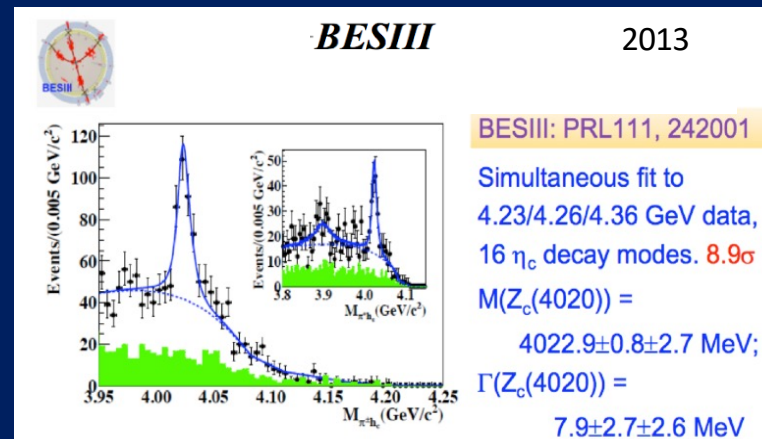 BESIII
2013
BESIII
BESIII: PRL111, 242001
Simultaneous fit to
4.23/4.26/4.36 GeV data,
16 ηc decay modes. 8.9σ
M(Zc(4020)) =
4022.9±0.8±2.7 MeV;
Γ(Zc(4020)) =
7.9±2.7±2.6 MeV
Events/(0.005 GeV/c²)
120
100
80
60
40
20
0
3.95
4.00
4.05
4.10
4.15
4.20
4.25
Mπ±hc(GeV/c²)
Events/(0.005 GeV/c²)
50
40
30
20
10
0
3.8
3.9
4.0
4.1
Mπ±hc(GeV/c²)